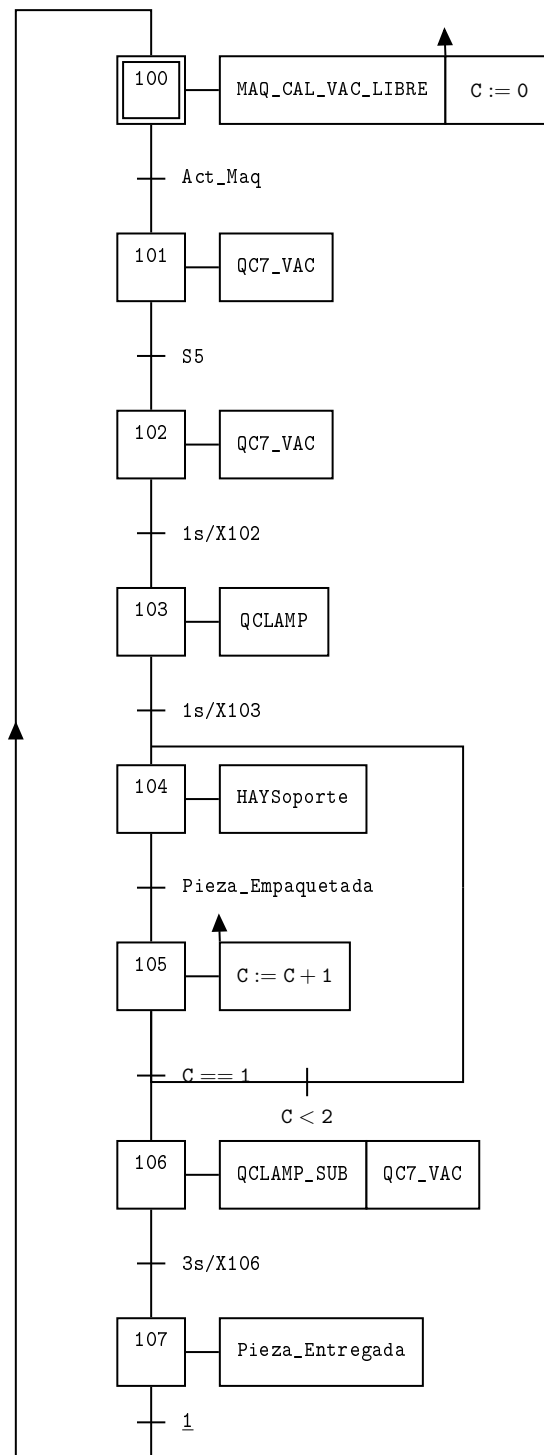 100
MAQ_CAL_VAC_LIBRE
C := 0
Act_Maq
101
QC7_VAC
S5
102
QC7_VAC
1s/X102
103
QCLAMP
1s/X103
104
HAYSoporte
Pieza_Empaquetada
105
C := C + 1
C == 1
C < 2
106
QCLAMP_SUB
QC7_VAC
3s/X106
107
Pieza_Entregada
1